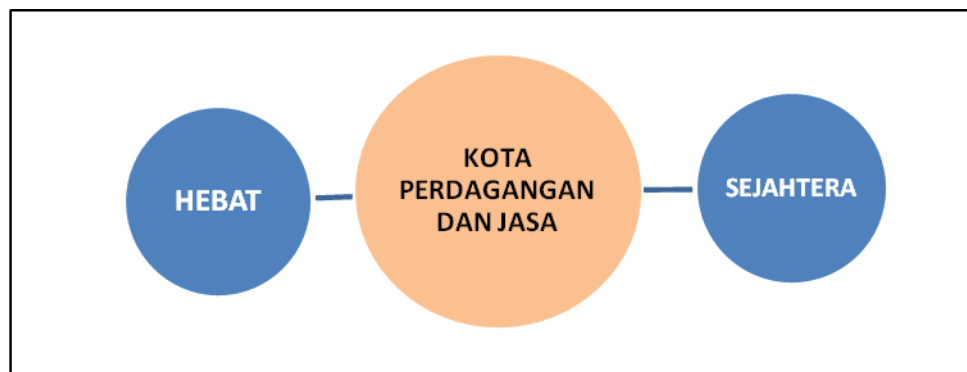 HEBAT
KOTA
PERDAGANGAN
DAN JASA
SEJAHTERA